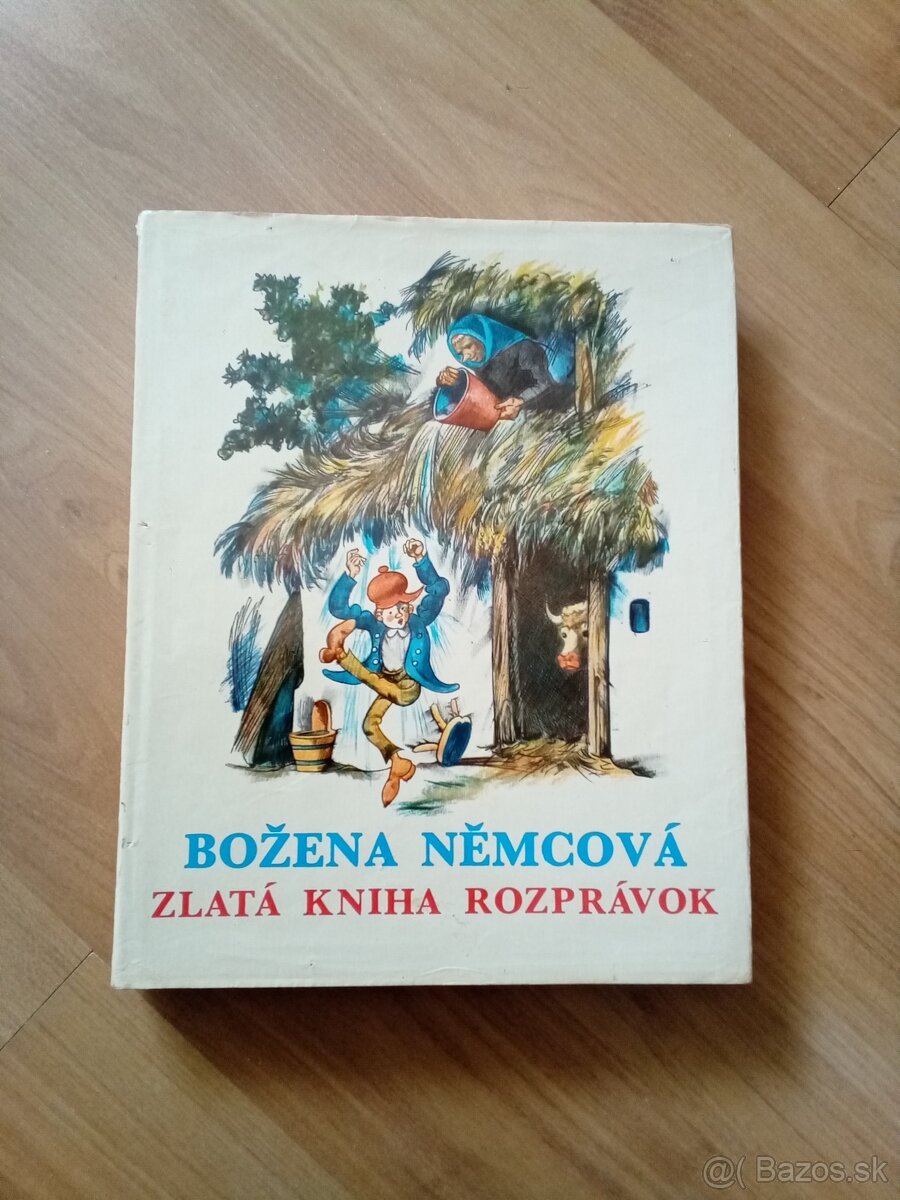 BOŽENA NĚMCOVÁ
ZLATÁ KNIHA ROZPRÁVOK
@( Bazos.sk